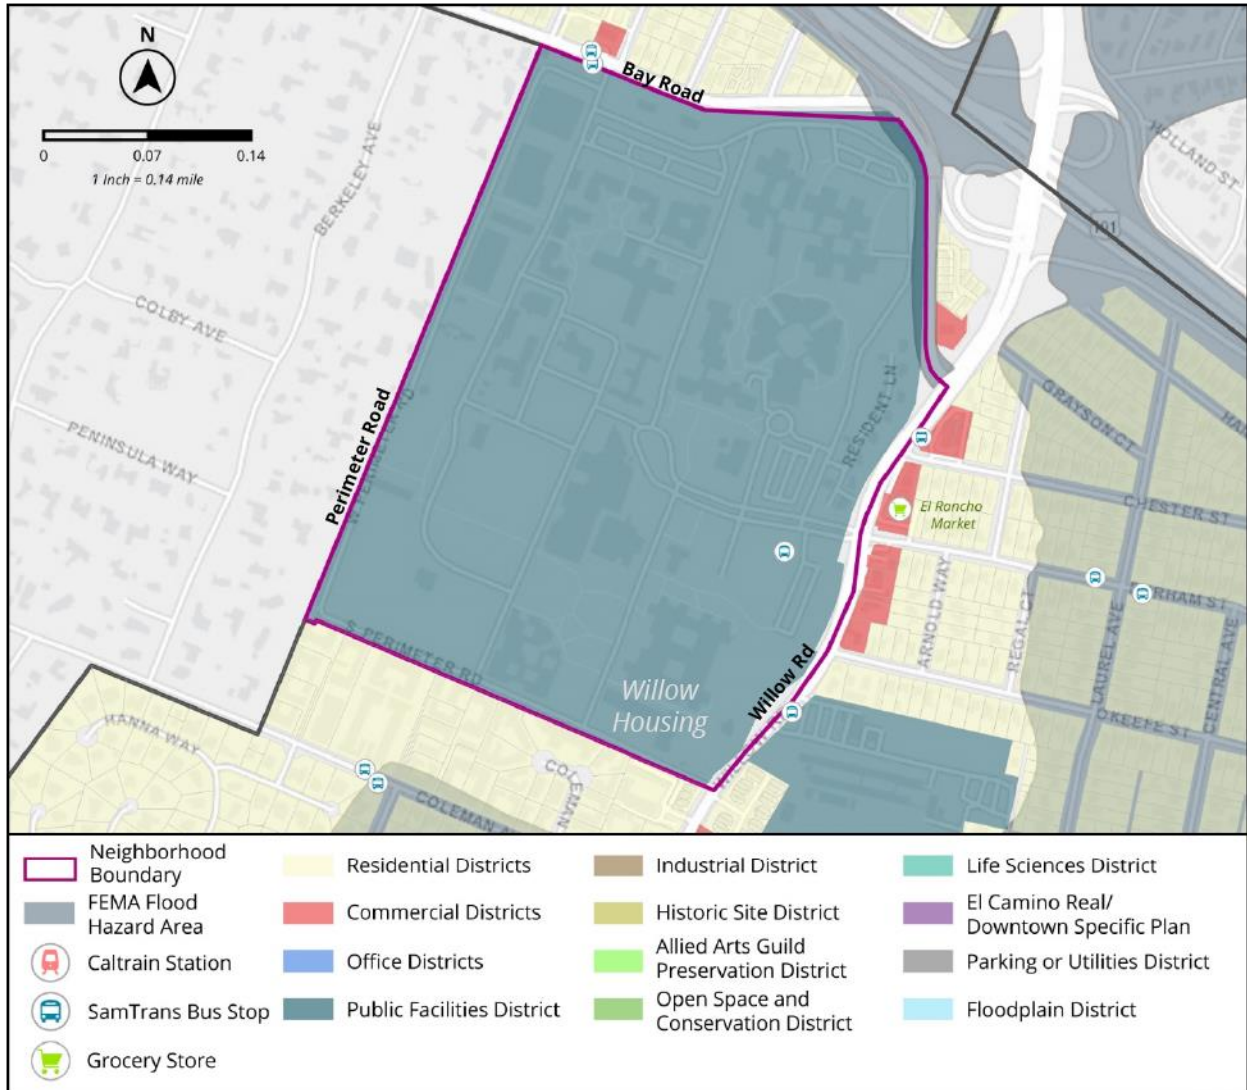 N
0 0.07 0.14
1 Inch = 0.14 mile
Bay Road
BERKELEY AVE
HOLLAND ST
101
COLBY AVE
PENINSULA WAY
Perimeter Road
W PERIMETER RD
RESIDENT LN
GRAYSON CT
CHESTER ST
El Rancho
Market
ARNOLD WAY
REGAL CT
LAUREL AVE
CENTRAL AVE
OKEEFE ST
S PERIMETER RD
Willow
Housing
Willow Rd
HANNA WAY
COLEMAN
COLEMAN AV
Neighborhood
Boundary
FEMA Flood
Hazard Area
Caltrain Station
SamTrans Bus Stop
Grocery Store
Residential Districts
Commercial Districts
Office Districts
Public Facilities District
Industrial District
Historic Site District
Allied Arts Guild
Preservation District
Open Space and
Conservation District
Life Sciences District
El Camino Real/
Downtown Specific Plan
Parking or Utilities District
Floodplain District